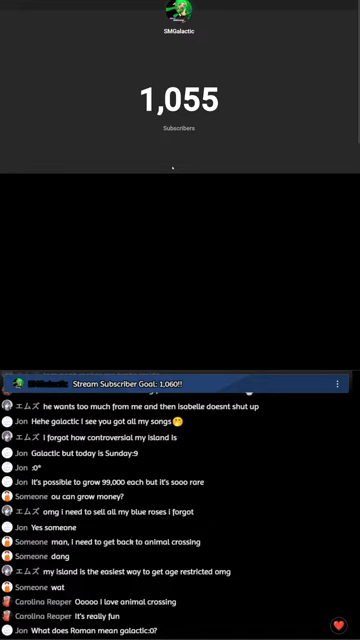 SMGalactic
1,055
Subscribers
SMGalactic Stream Subscriber Goal: 1,060!!
エムズ he wants too much from me and then isabelle doesnt shut up
Jon Hehe galactic I see you got all my songs🤭
エムズ i forgot how controversial my island is
Jon Galactic but today is Sunday:9
Jon :0*
Jon It's possible to grow 99,000 each but it's sooo rare
Someone ou can grow money?
エムズ omg i need to sell all my blue roses i forgot
Jon Yes someone
Someone man, i need to get back to animal crossing
Someone dang
エムズ my island is the easiest way to get age restricted omg
Someone wat
Carolina Reaper Ooooo I love animal crossing
Carolina Reaper It's really fun
Jon What does Roman mean galactic:0?